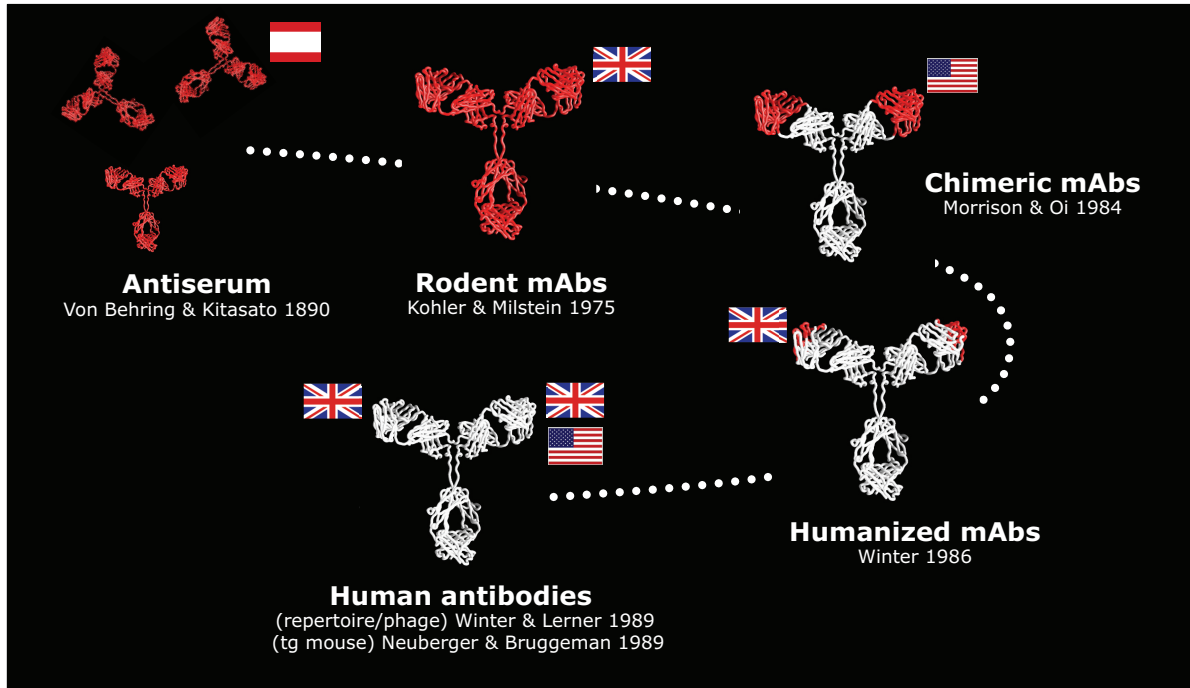 Antiserum
Von Behring & Kitasato 1890
Rodent mAbs
Kohler & Milstein 1975
Chimeric mAbs
Morrison & Oi 1984
Humanized mAbs
Winter 1986
Human antibodies
(repertoire/phage) Winter & Lerner 1989
(tg mouse) Neuberger & Bruggeman 1989